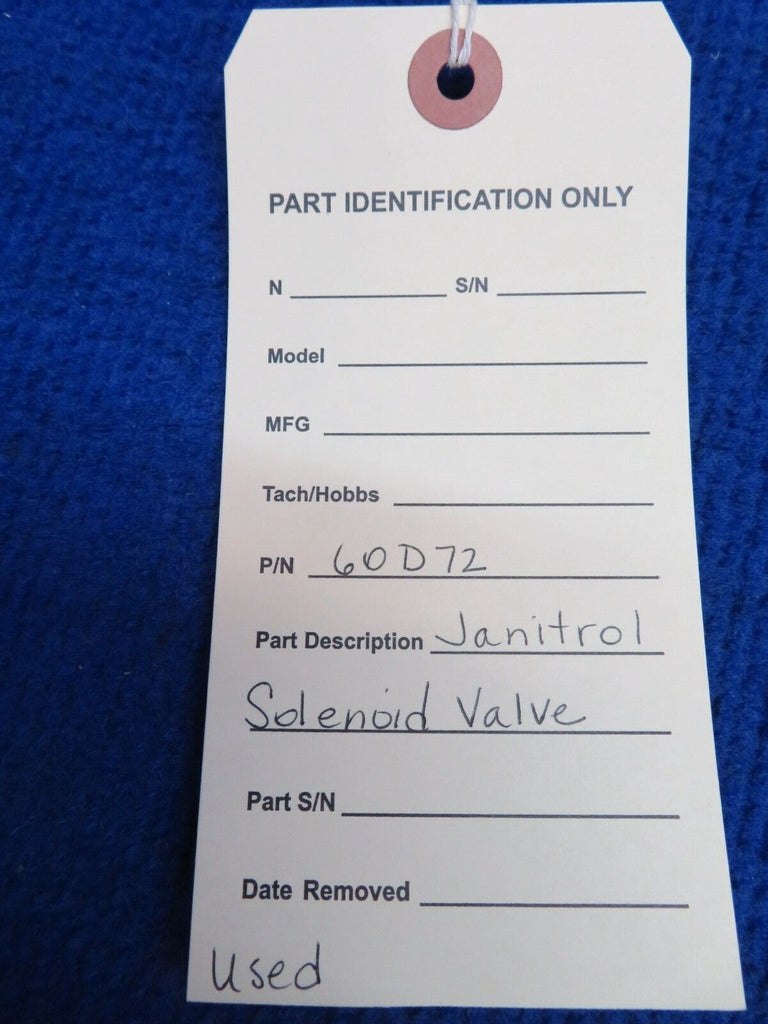 PART IDENTIFICATION ONLY
N S/N
Model
MFG
Tach/Hobbs
P/N 60D72
Part Description Janitrol
Solenoid Valve
Part S/N
Date Removed
Used